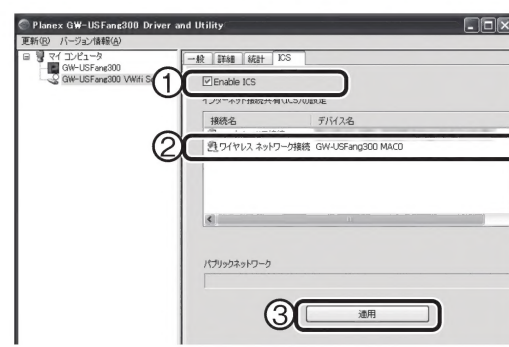 Planex GW-USFang300 Driver and Utility
更新(R) バージョン情報(A)
マイ コンピュータ
GW-USFang300
GW-USFang300 VWifi Se
一般 詳細 統計 ICS
① Enable ICS
インターネット接続共有(ICS)の設定
接続名 デバイス名
② ワイヤレス ネットワーク接続 GW-USFang300 MAC0
パブリックネットワーク
③ 適用